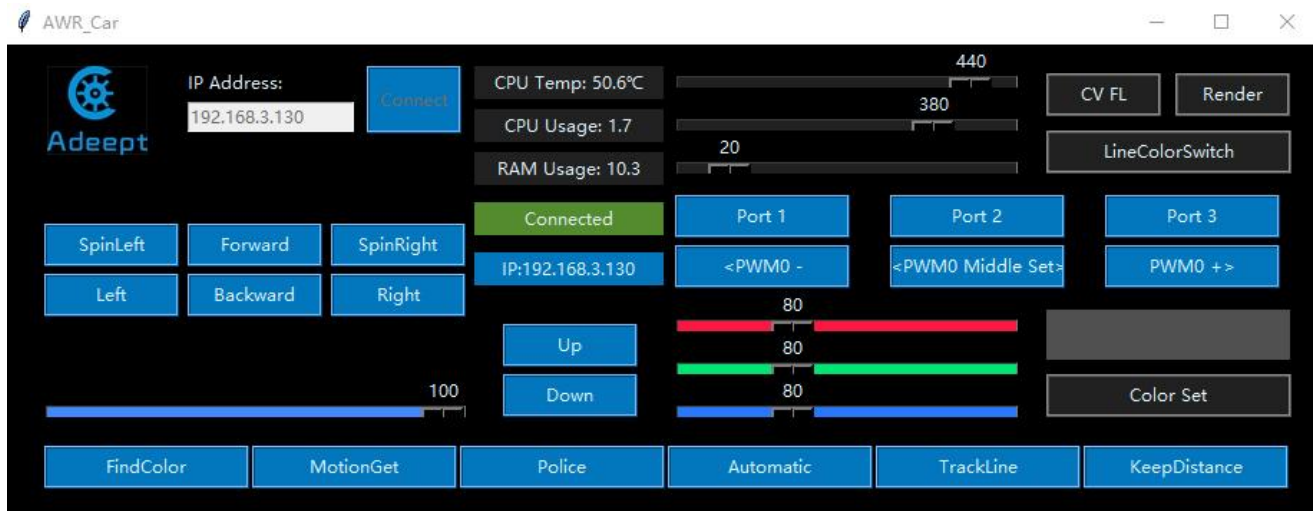 AWR_Car
Adeept
IP Address:
192.168.3.130
Connect
CPU Temp: 50.6℃
CPU Usage: 1.7
RAM Usage: 10.3
440
380
20
CV FL
Render
LineColorSwitch
Connected
IP:192.168.3.130
Port 1
Port 2
Port 3
<PWM0 -
<PWM0 Middle Set>
PWM0 +>
SpinLeft
Forward
SpinRight
Left
Backward
Right
Up
Down
80
80
80
Color Set
100
FindColor
MotionGet
Police
Automatic
TrackLine
KeepDistance